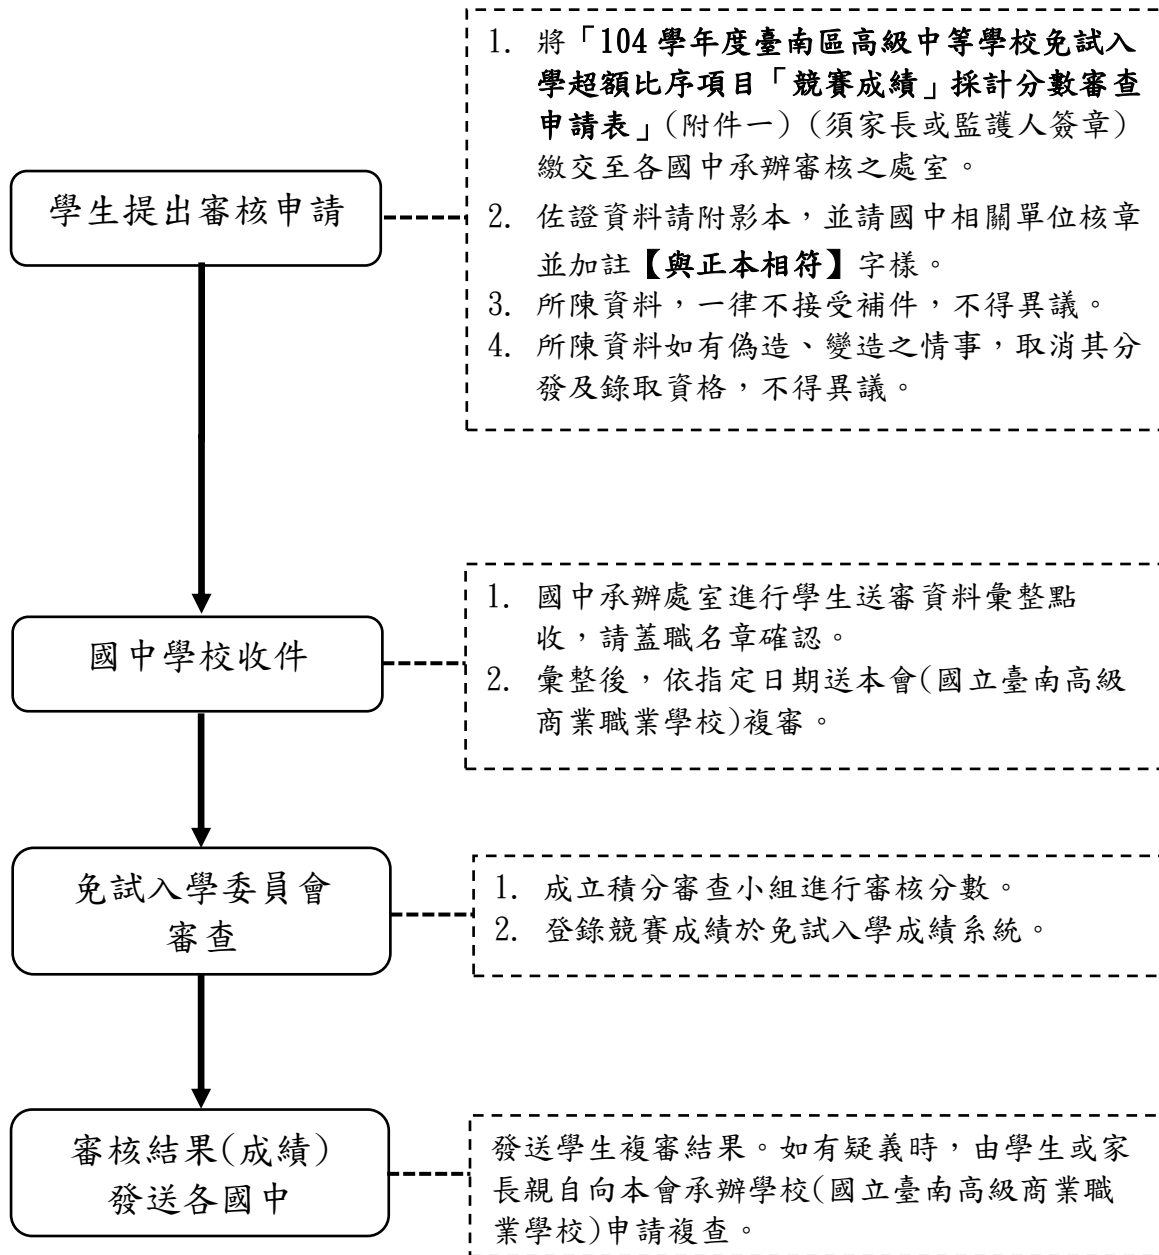 學生提出審核申請
1. 將「104 學年度臺南區高級中等學校免試入
學超額比序項目「競賽成績」採計分數審查
申請表」(附件一) (須家長或監護人簽章)
繳交至各國中承辦審核之處室。
2. 佐證資料請附影本，並請國中相關單位核章
並加註【與正本相符】字樣。
3. 所陳資料，一律不接受補件，不得異議。
4. 所陳資料如有偽造、變造之情事，取消其分
發及錄取資格，不得異議。
國中學校收件
1. 國中承辦處室進行學生送審資料彙整點
收，請蓋職名章確認。
2. 彙整後，依指定日期送本會(國立臺南高級
商業職業學校)複審。
免試入學委員會
審查
1. 成立積分審查小組進行審核分數。
2. 登錄競賽成績於免試入學成績系統。
審核結果(成績)
發送各國中
發送學生複審結果。如有疑義時，由學生或家
長親自向本會承辦學校(國立臺南高級商業職
業學校)申請複查。